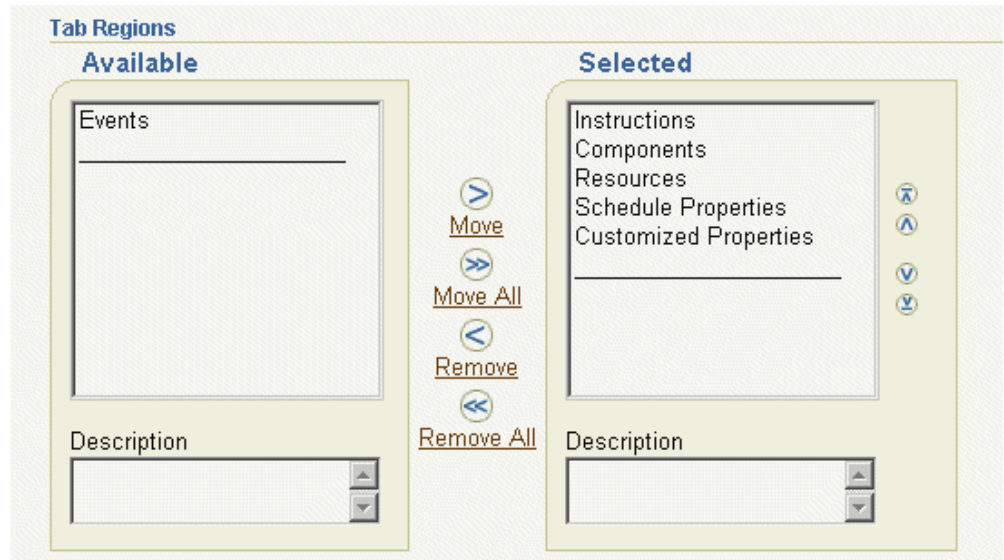 Tab Regions
Available
Selected
Events
Instructions
Components
Resources
Schedule Properties
Customized Properties
Move
Move All
Remove
Remove All
Description
Description